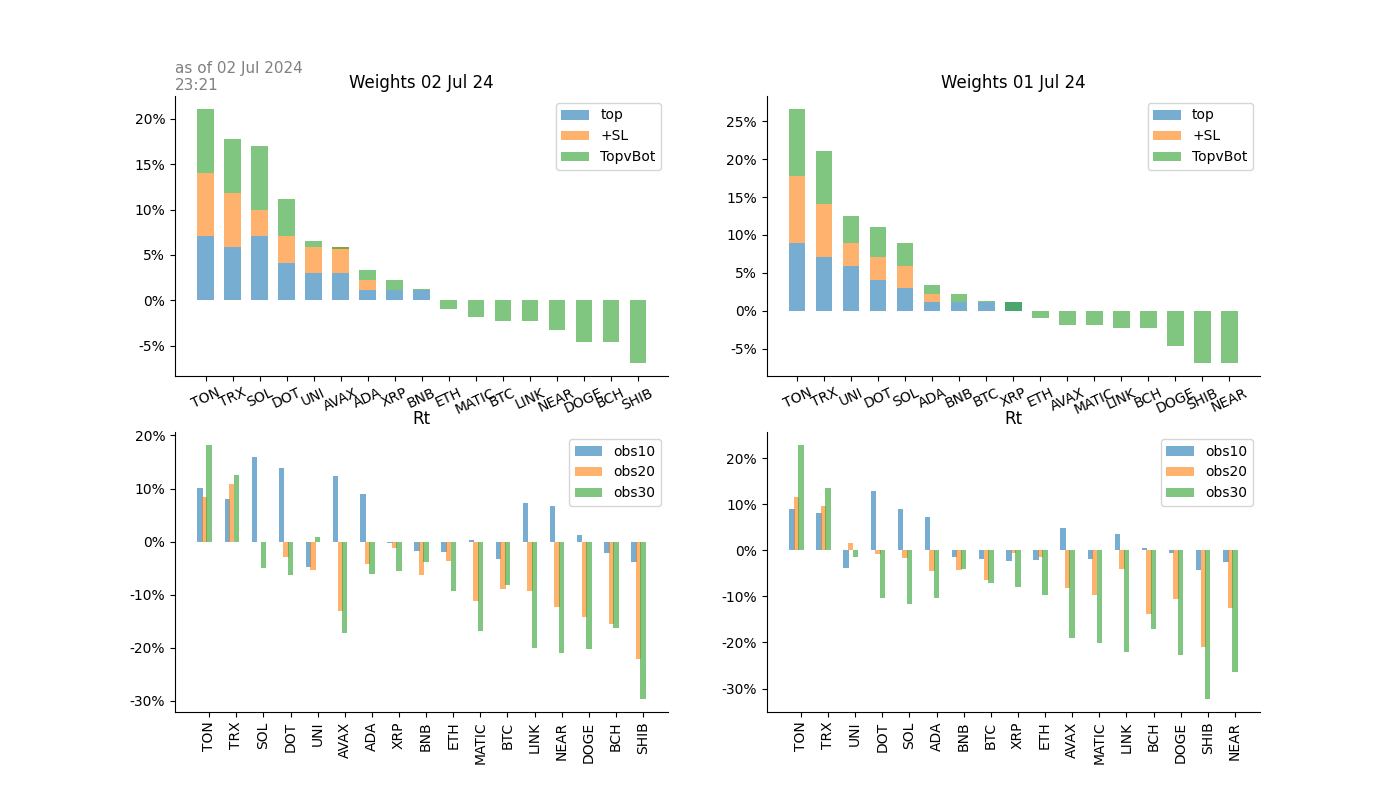 as of 02 Jul 2024
23:21
Weights 02 Jul 24
20%
15%
10%
5%
0%
-5%
top
+SL
TopvBot
TON TRX SOL DOT UNI AVAX ADA XRP BNB ETH MATIC BTC LINK NEAR DOGE BCH SHIB
Weights 01 Jul 24
25%
20%
15%
10%
5%
0%
-5%
top
+SL
TopvBot
TON TRX UNI DOT SOL ADA BNB BTC XRP ETH AVAX MATIC LINK BCH DOGE SHIB NEAR
Rt
20%
10%
0%
-10%
-20%
-30%
obs10
obs20
obs30
TON TRX SOL DOT UNI AVAX ADA XRP BNB ETH MATIC BTC LINK NEAR DOGE BCH SHIB
Rt
20%
10%
0%
-10%
-20%
-30%
obs10
obs20
obs30
TON TRX UNI DOT SOL ADA BNB BTC XRP ETH AVAX MATIC LINK BCH DOGE SHIB NEAR